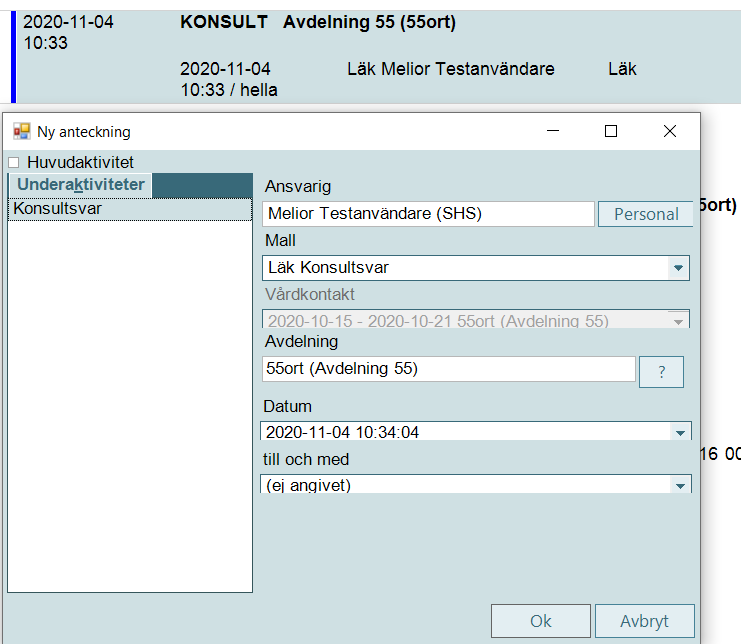 2020-11-04 KONSULT Avdelning 55 (55ort)
10:33
2020-11-04 Läk Melior Testanvändare Läk
10:33 / hella
Ny anteckning
Huvudaktivitet
Underaktiviteter
Konsultsvar
Ansvarig
Melior Testanvändare (SHS) Personal
5ort)
Mall
Läk Konsultsvar
Vårdkontakt
2020-10-15 - 2020-10-21 55ort (Avdelning 55)
Avdelning
55ort (Avdelning 55) ?
Datum
2020-11-04 10:34:04
till och med
16 00
(ej angivet)
Ok Avbryt